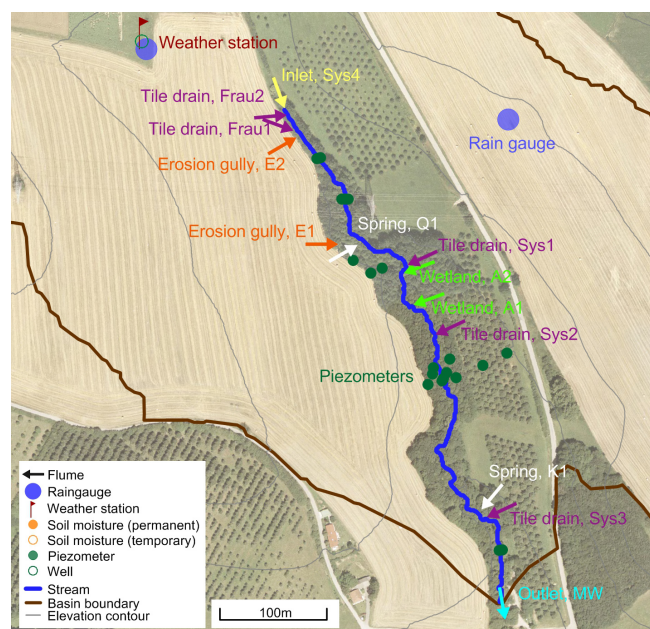 Weather station
Inlet, Sys4
Tile drain, Frau2
Tile drain, Frau1
Rain gauge
Erosion gully, E2
Spring, Q1
Erosion gully, E1
Tile drain, Sys1
Wetland, A2
Wetland, A1
Tile drain, Sys2
Piezometers
Spring, K1
Tile drain, Sys3
Outlet, MW
Flume
Raingauge
Weather station
Soil moisture (permanent)
Soil moisture (temporary)
Piezometer
Well
Stream
Basin boundary
Elevation contour
100m